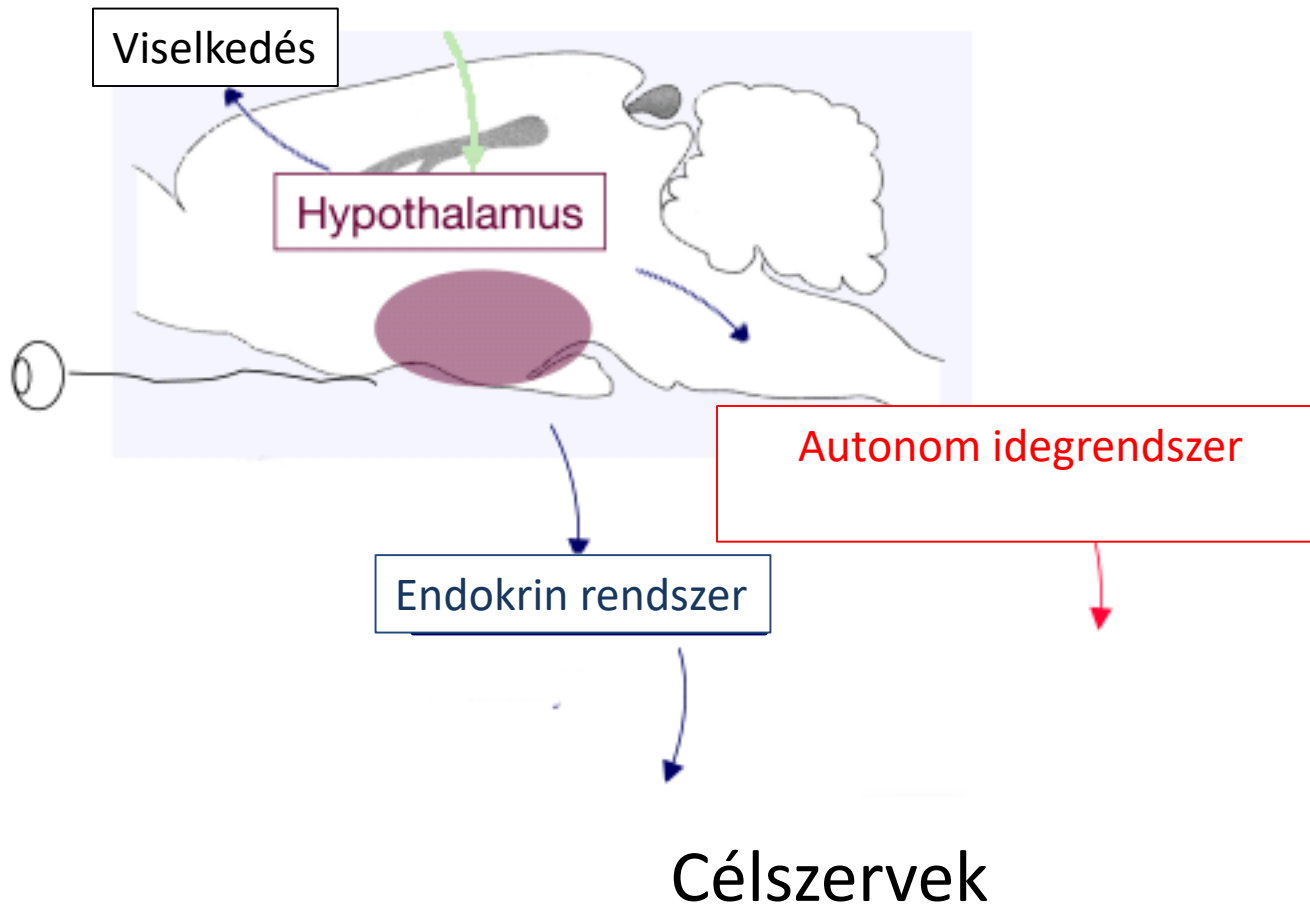 Viselkedés
Hypothalamus
Autonom idegrendszer
Endokrin rendszer
Célszervek